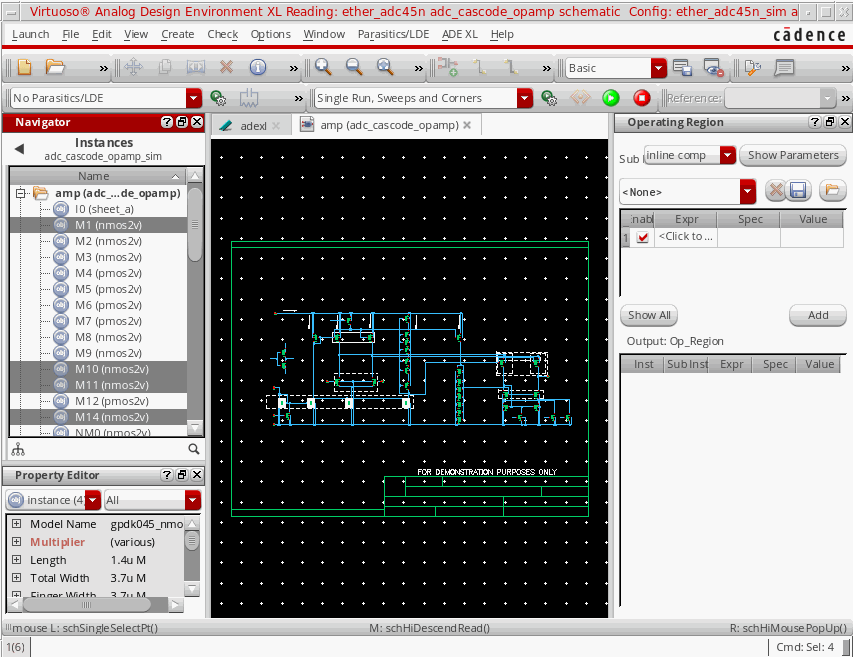 Virtuoso® Analog Design Environment XL Reading: ether_adc45n adc_cascode_opamp schematic Config: ether_adc45n_sim a
Launch File Edit View Create Check Options Window Parasitics/LDE ADE XL Help
cādence
» » » Basic »
No Parasitics/LDE » Single Run, Sweeps and Corners Reference: »
Navigator
Instances
adc_cascode_opamp_sim
Name
amp (adc_...de_opamp)
I0 (sheet_a)
M1 (nmos2v)
M2 (nmos2v)
M3 (nmos2v)
M4 (pmos2v)
M5 (pmos2v)
M6 (pmos2v)
M7 (pmos2v)
M8 (nmos2v)
M9 (nmos2v)
M10 (nmos2v)
M11 (nmos2v)
M12 (pmos2v)
M14 (nmos2v)
NM0 (nmos2v)
Property Editor
instance (4) All
Model Name gpdk045_nmo
Multiplier (various)
Length 1.4u M
Total Width 3.7u M
Finger Width 3.7u M
adexl amp (adc_cascode_opamp)
FOR DEMONSTRATION PURPOSES ONLY
Operating Region
Sub I inline comp Show Parameters
<None>
Enabl Expr Spec Value
1 <Click to ...
Show All Add
Output: Op_Region
Inst Sub Inst Expr Spec Value
mouse L: schSingleSelectPt() M: schHiDescendRead() R: schHiMousePopUp()
1(6) Cmd: Sel: 4